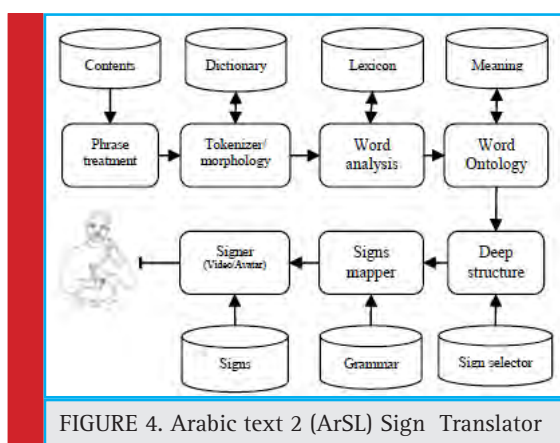 Contents
Dictionary
Lexicon
Meaning
Phrase
treatment
Tokenizer/
morphology
Word
analysis
Word
Ontology
Signer
(Video/Avatar)
Signs
mapper
Deep
structure
Signs
Grammar
Sign selector
FIGURE 4. Arabic text 2 (ArSL) Sign Translator